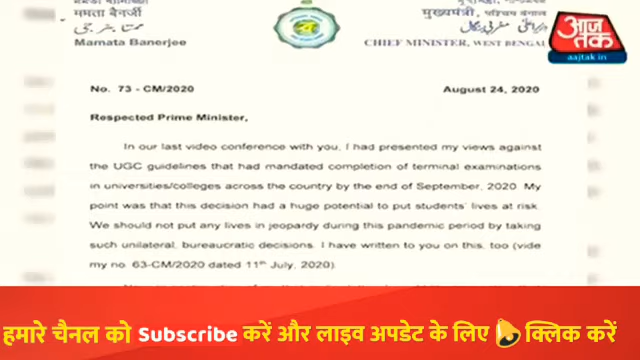 ममता बैनर्जी
Mamata Banerjee
मुख्यमंत्री, पश्चिम बंगाल
CHIEF MINISTER, WEST BENGAL
आज तक
aajtak.in
No. 73 - CM/2020
August 24, 2020
Respected Prime Minister,
In our last video conference with you, I had presented my views against
the UGC guidelines that had mandated completion of terminal examinations
in universities/colleges across the country by the end of September, 2020. My
point was that this decision had a huge potential to put students' lives at risk.
We should not put any lives in jeopardy during this pandemic period by taking
such unilateral, bureaucratic decisions. I have written to you on this, too (vide
my no. 63-CM/2020 dated 11th July, 2020).
हमारे चैनल को Subscribe करें और लाइव अपडेट के लिए क्लिक करें